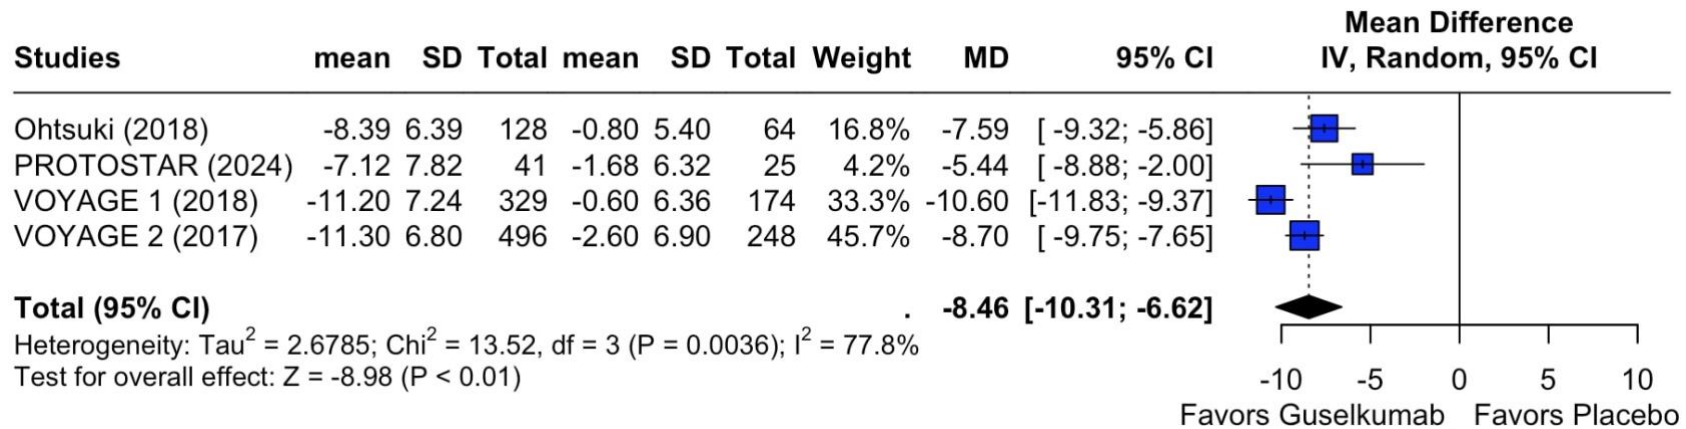 Mean Difference
Studies mean SD Total mean SD Total Weight MD 95% CI IV, Random, 95% CI
Ohtsuki (2018) -8.39 6.39 128 -0.80 5.40 64 16.8% -7.59 [ -9.32; -5.86]
PROTOSTAR (2024) -7.12 7.82 41 -1.68 6.32 25 4.2% -5.44 [ -8.88; -2.00]
VOYAGE 1 (2018) -11.20 7.24 329 -0.60 6.36 174 33.3% -10.60 [-11.83; -9.37]
VOYAGE 2 (2017) -11.30 6.80 496 -2.60 6.90 248 45.7% -8.70 [ -9.75; -7.65]
Total (95% CI) . -8.46 [-10.31; -6.62]
Heterogeneity: Tau² = 2.6785; Chi² = 13.52, df = 3 (P = 0.0036); I² = 77.8%
Test for overall effect: Z = -8.98 (P < 0.01)
-10 -5 0 5 10
Favors Guselkumab Favors Placebo